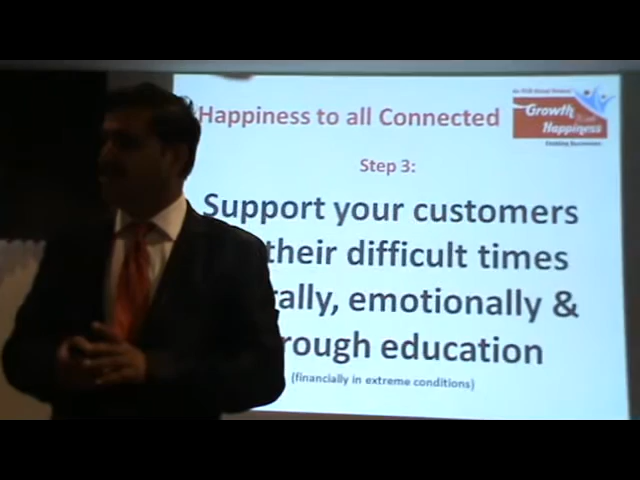 Happiness to all Connected
Growth
Happiness
Step 3:
Support your customers
their difficult times
rally, emotionally &
rough education
(financially in extreme conditions)